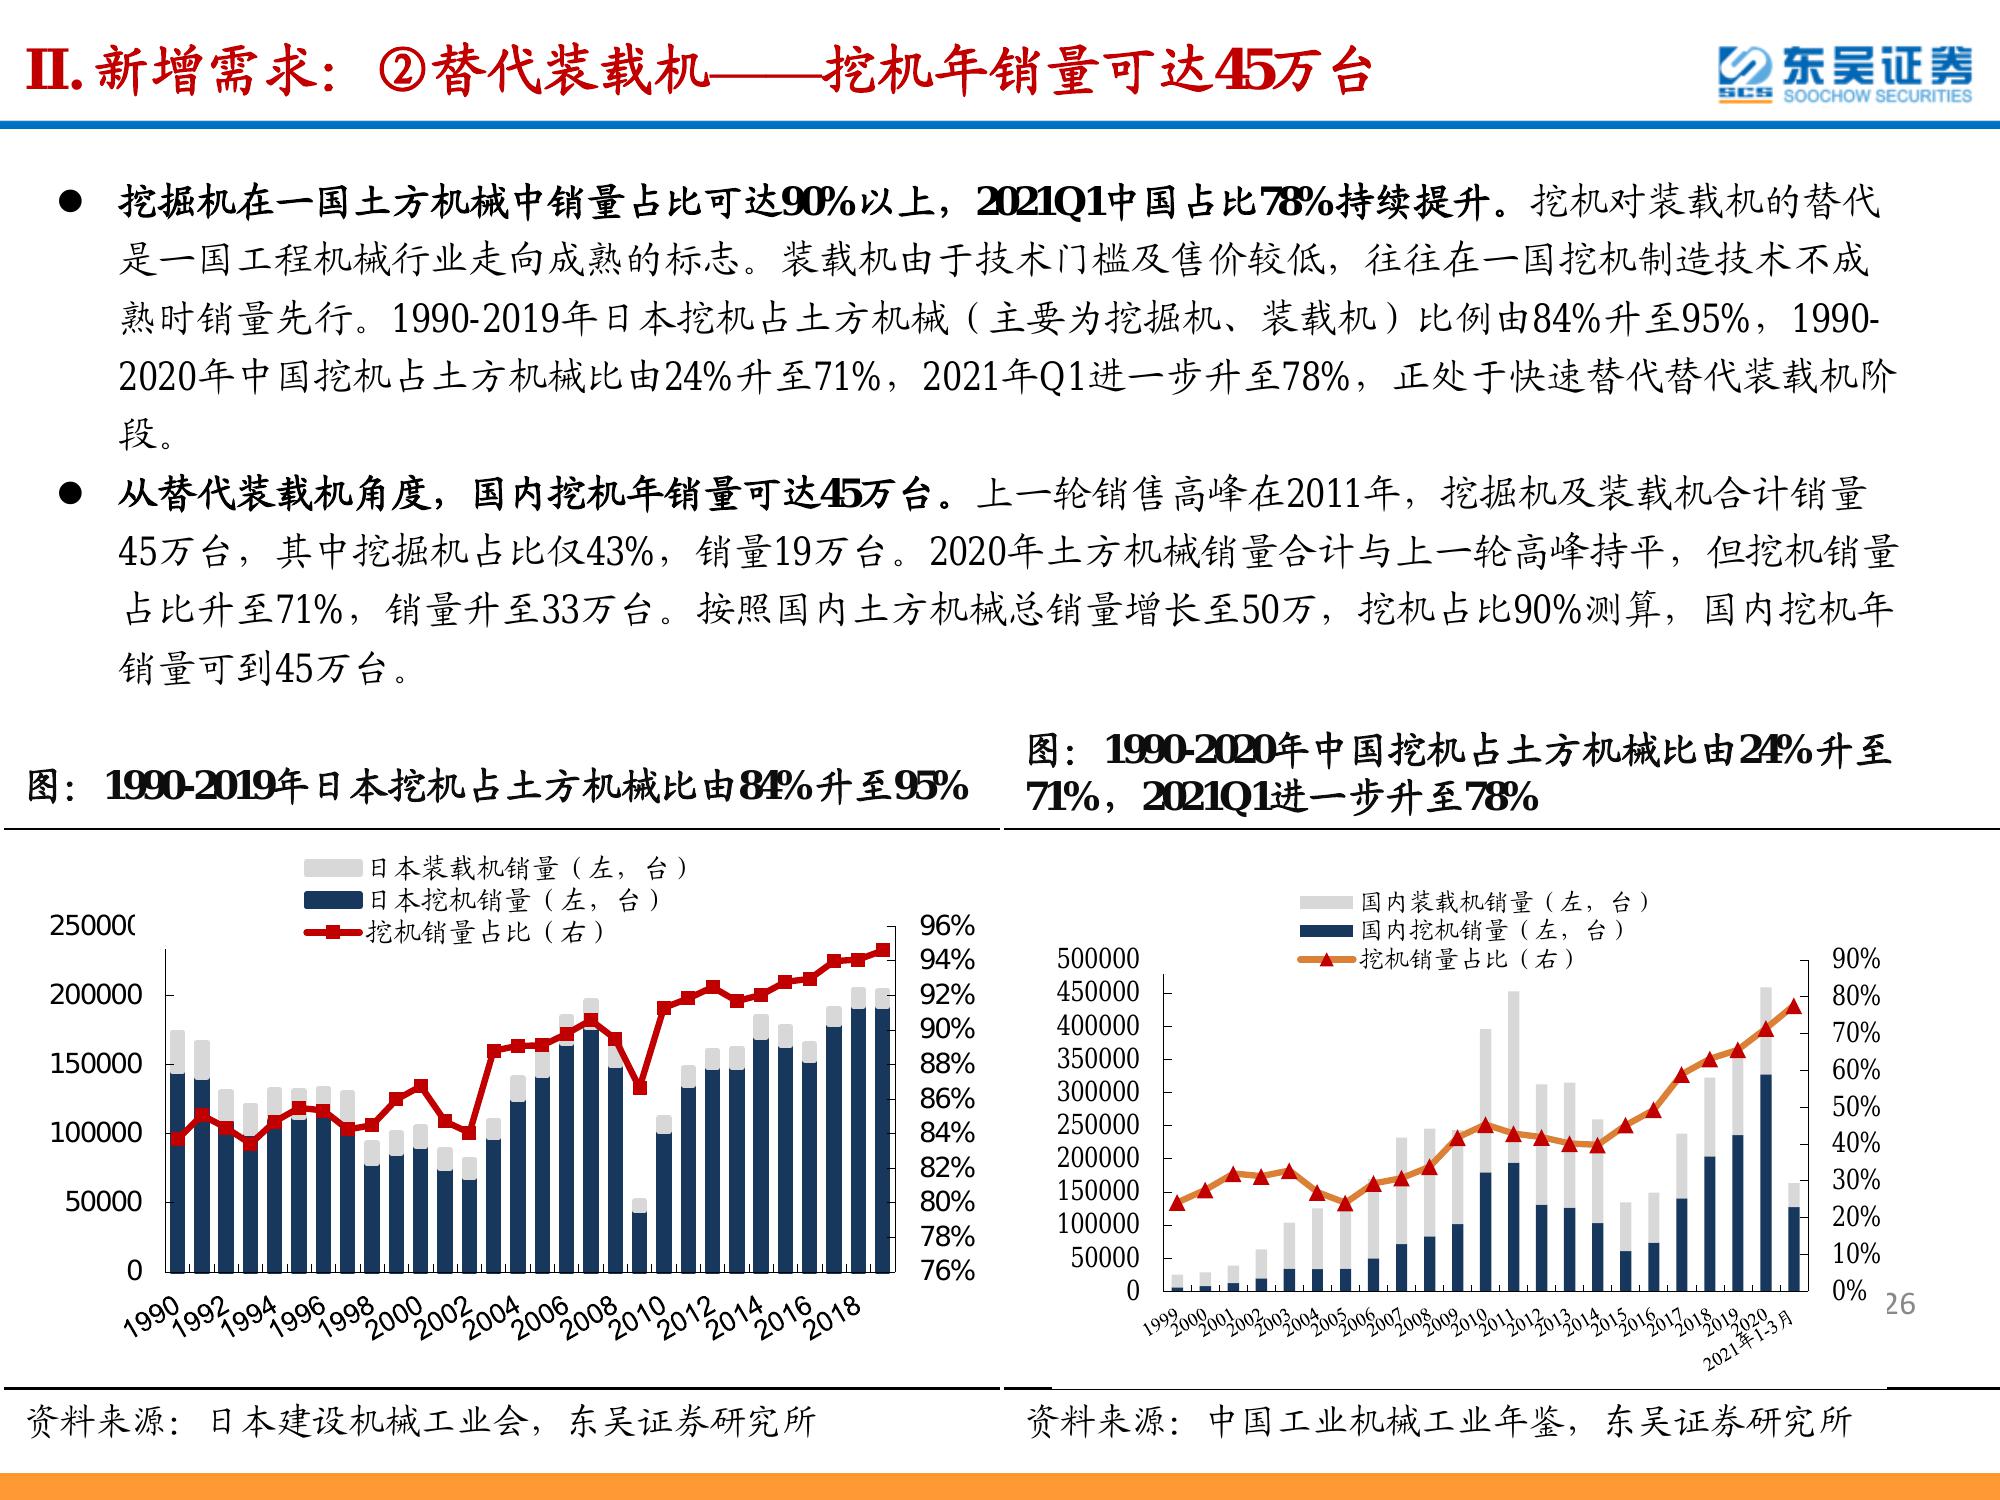 II. 新增需求：②替代装载机——挖机年销量可达45万台
SCS 东吴证券
SOOCHOW SECURITIES
● 挖掘机在一国土方机械中销量占比可达90%以上，2021Q1中国占比78%持续提升。挖机对装载机的替代
是一国工程机械行业走向成熟的标志。装载机由于技术门槛及售价较低，往往在一国挖机制造技术不成
熟时销量先行。1990-2019年日本挖机占土方机械（主要为挖掘机、装载机）比例由84%升至95%，1990-
2020年中国挖机占土方机械比由24%升至71%，2021年Q1进一步升至78%，正处于快速替代替代装载机阶
段。
● 从替代装载机角度，国内挖机年销量可达45万台。上一轮销售高峰在2011年，挖掘机及装载机合计销量
45万台，其中挖掘机占比仅43%，销量19万台。2020年土方机械销量合计与上一轮高峰持平，但挖机销量
占比升至71%，销量升至33万台。按照国内土方机械总销量增长至50万，挖机占比90%测算，国内挖机年
销量可到45万台。
图：1990-2019年日本挖机占土方机械比由84%升至95%
日本装载机销量（左，台）
日本挖机销量（左，台）
挖机销量占比（右）
250000
200000
150000
100000
50000
0
96%
94%
92%
90%
88%
86%
84%
82%
80%
78%
76%
1990 1992 1994 1996 1998 2000 2002 2004 2006 2008 2010 2012 2014 2016 2018
资料来源：日本建设机械工业会，东吴证券研究所
图：1990-2020年中国挖机占土方机械比由24%升至
71%，2021Q1进一步升至78%
国内装载机销量（左，台）
国内挖机销量（左，台）
挖机销量占比（右）
500000
450000
400000
350000
300000
250000
200000
150000
100000
50000
0
90%
80%
70%
60%
50%
40%
30%
20%
10%
0%
1999 2000 2001 2002 2003 2004 2005 2006 2007 2008 2009 2010 2011 2012 2013 2014 2015 2016 2017 2018 2019 2020 2021年1-3月
26
资料来源：中国工业机械工业年鉴，东吴证券研究所